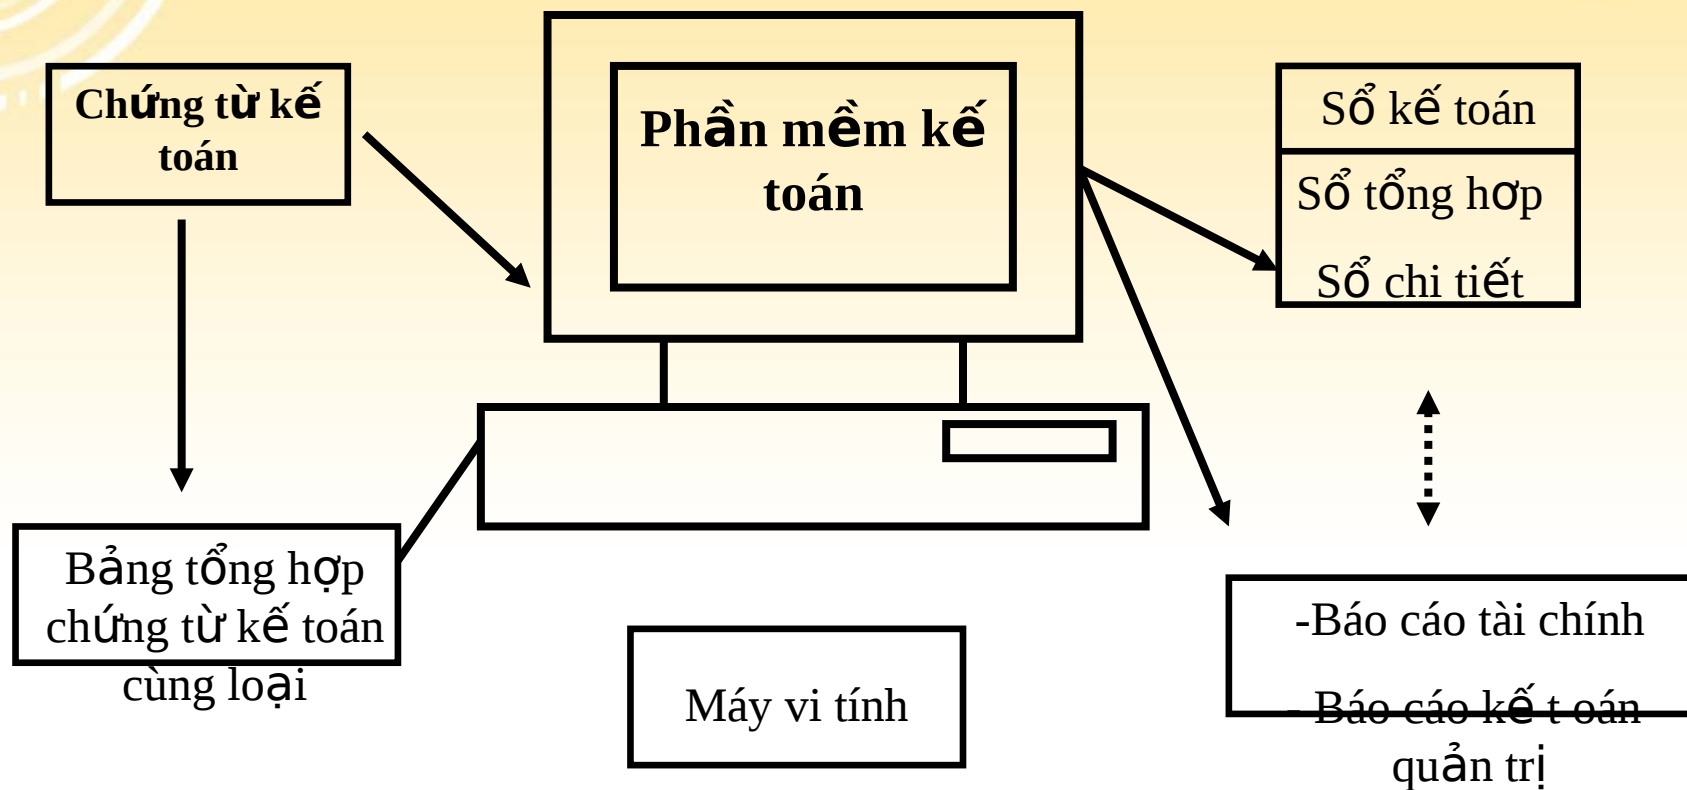 Chứng từ kế
toán
Phần mềm kế
toán
Sổ kế toán
Sổ tổng hơp
Sổ chi tiết
Bảng tổng hợp
chứng từ kế toán
cùng loại
Máy vi tính
-Báo cáo tài chính
- Báo cáo kế t oán
quản trị